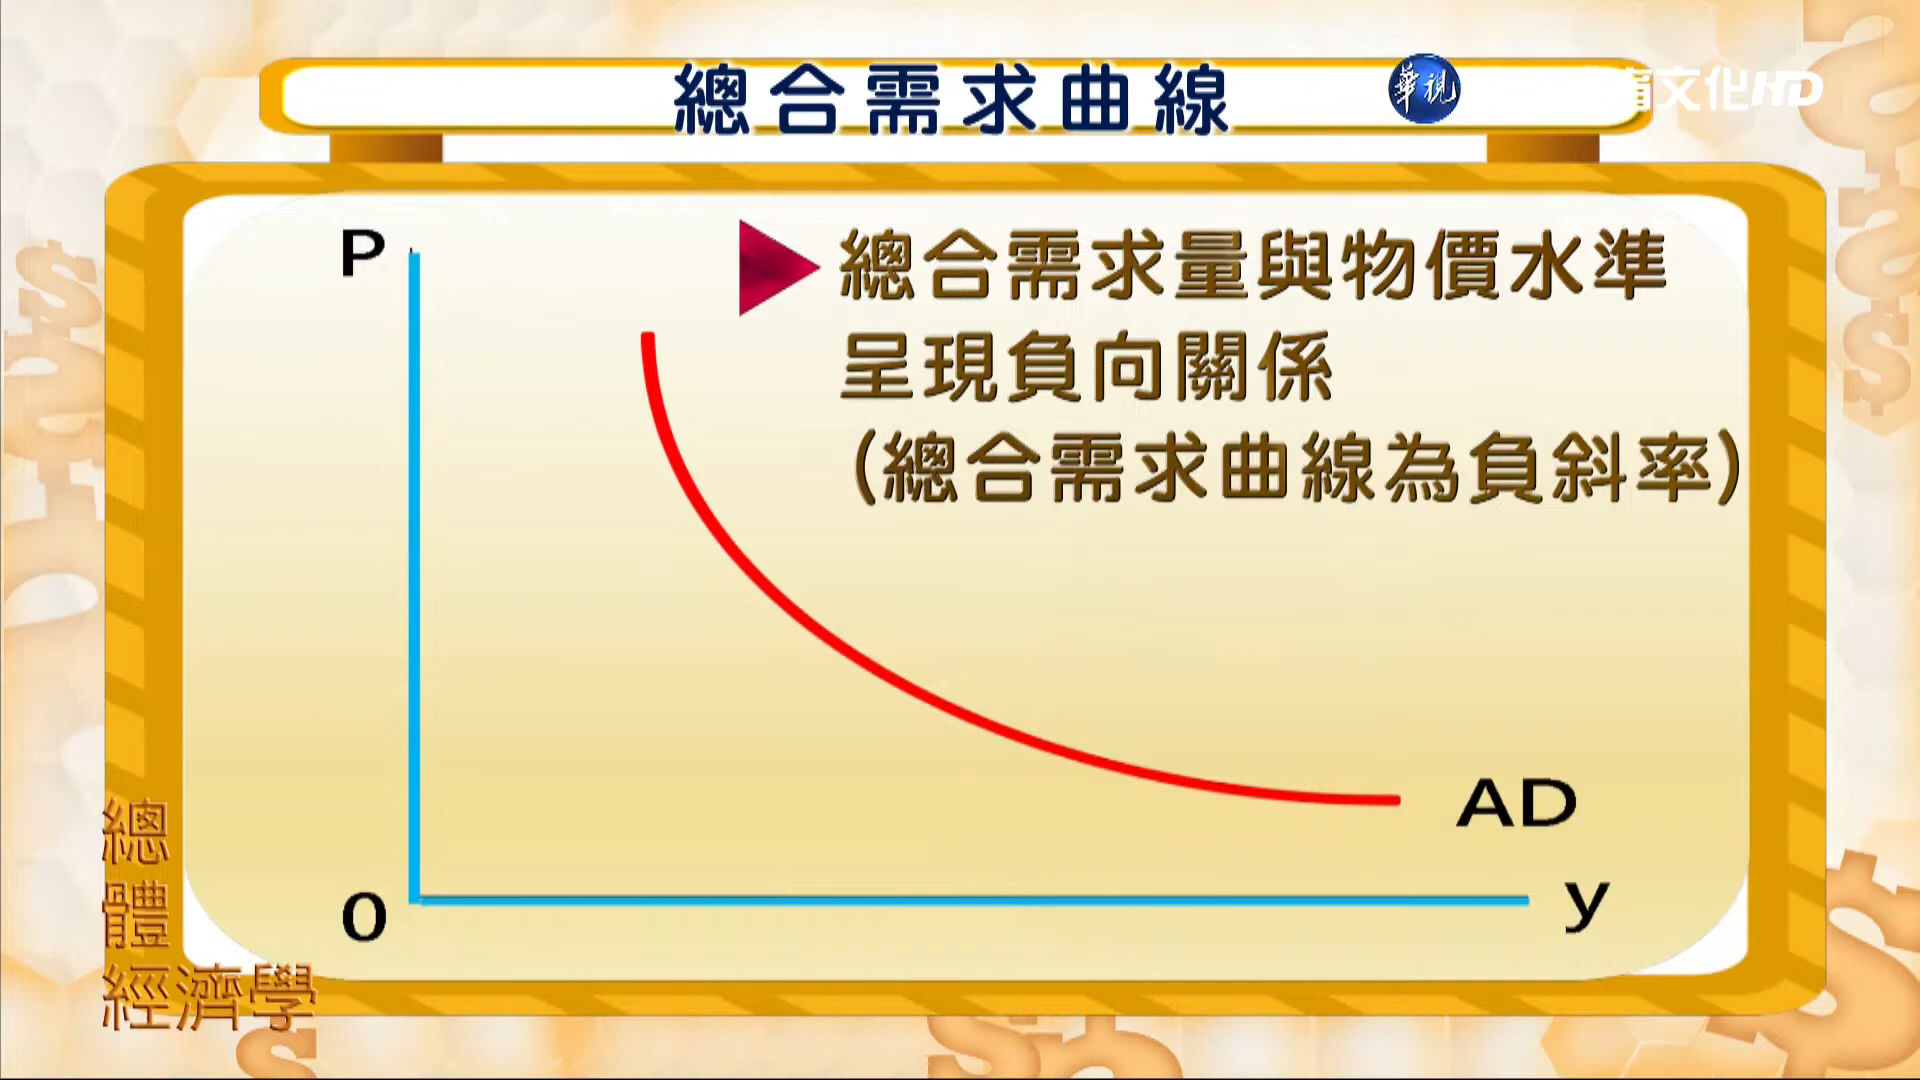 總合需求曲線
華視
文化HD
P
總合需求量與物價水準
呈現負向關係
(總合需求曲線為負斜率)
AD
y
0
總
體
經濟學